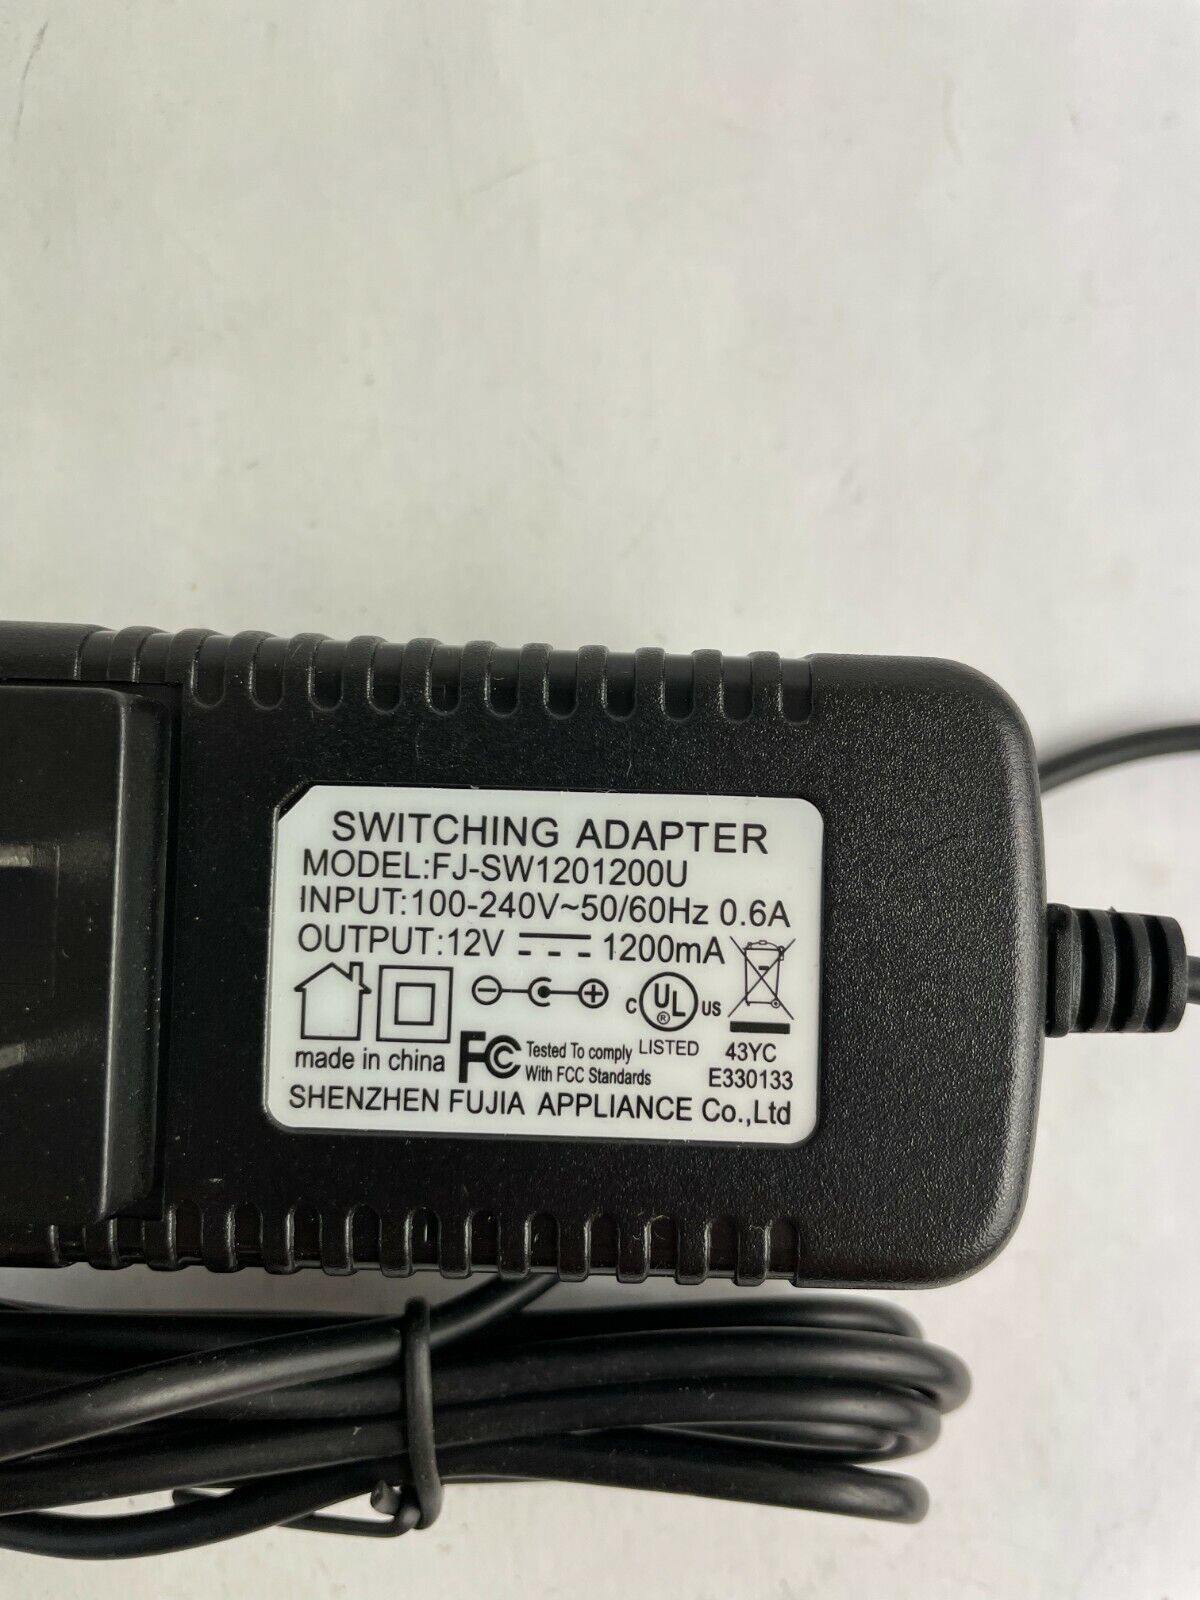 SWITCHING ADAPTER
MODEL:FJ-SW1201200U
INPUT:100-240V~50/60Hz 0.6A
OUTPUT:12V 1200mA
c UL ® US
LISTED
made in china
FC Tested To comply
With FCC Standards
43YC
E330133
SHENZHEN FUJIA APPLIANCE Co.,Ltd